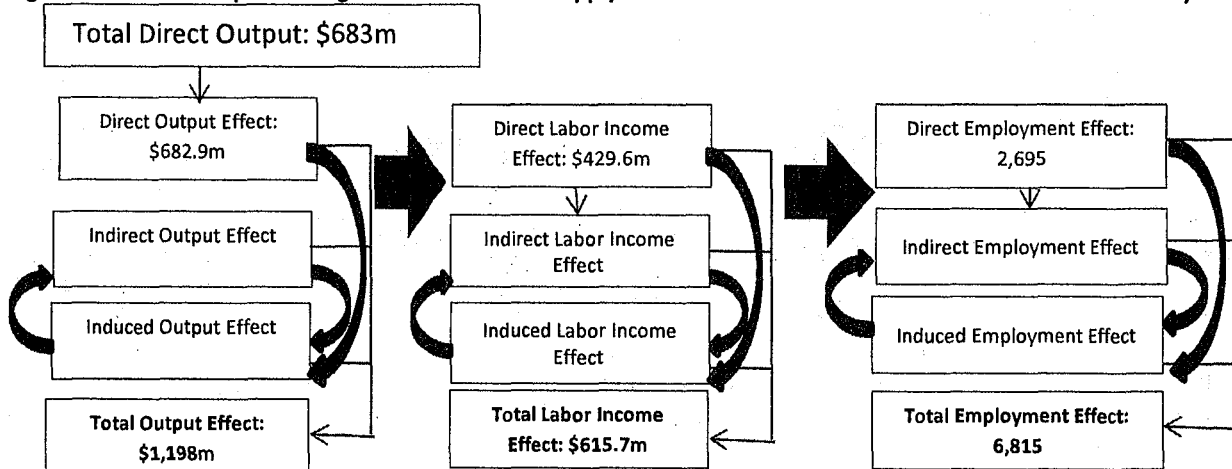 Total Direct Output: $683m
Direct Output Effect:
$682.9m
Indirect Output Effect
Induced Output Effect
Total Output Effect:
$1,198m
Direct Labor Income
Effect: $429.6m
Indirect Labor Income
Effect
Induced Labor Income
Effect
Total Labor Income
Effect: $615.7m
Direct Employment Effect:
2,695
Indirect Employment Effect
Induced Employment Effect
Total Employment Effect:
6,815